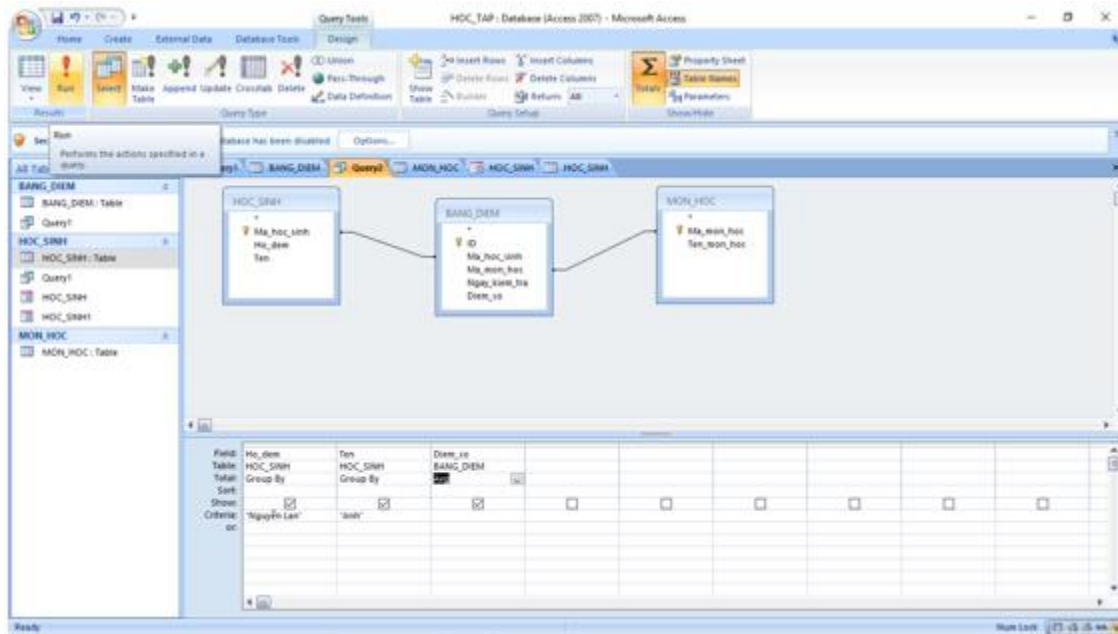 Query Tools
HOC_TAP : Database (Access 2007) - Microsoft Access
Home Create External Data Database Tools Design
View
Run
Select
Make Table
Append
Update
Crosstab
Delete
Union
Pass-Through
Data Definition
Show Table
Insert Rows
Delete Rows
Builder
Insert Columns
Delete Columns
Return: All
Totals
Property Sheet
Table Names
Parameters
Results
Query Type
Query Setup
Show/Hide
Run
Performs the actions specified in a query.
database has been disabled
Options...
BANG_DIEM
Query2
MON_HOC
HOC_SINH
HOC_SINH
BANG_DIEM
BANG_DIEM : Table
Query1
HOC_SINH
HOC_SINH : Table
Query1
HOC_SINH
HOC_SINH1
MON_HOC
MON_HOC : Table
HOC_SINH
*
Ma_hoc_sinh
Ho_dem
Ten
BANG_DIEM
*
ID
Ma_hoc_sinh
Ma_mon_hoc
Ngay_kiem_tra
Diem_so
MON_HOC
*
Ma_mon_hoc
Ten_mon_hoc
Field: Ho_dem Ten Diem_so
Table: HOC_SINH HOC_SINH BANG_DIEM
Total: Group By Group By Avg
Sort:
Show:
Criteria: "Nguyễn Lan" "Anh"
or:
Ready
Num Lock